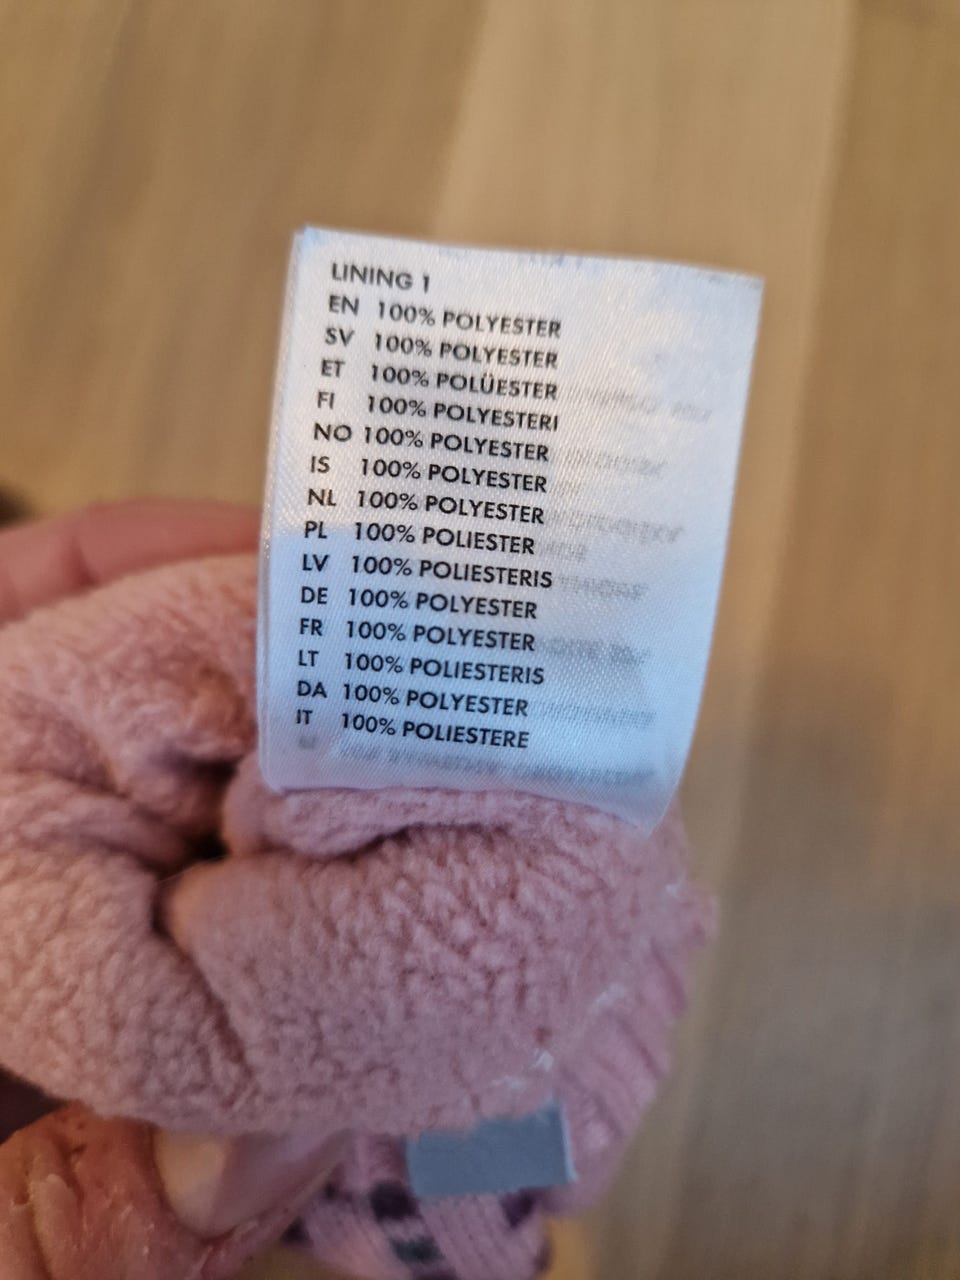 LINING 1
EN 100% POLYESTER
SV 100% POLYESTER
ET 100% POLÜESTER
FI 100% POLYESTERI
NO 100% POLYESTER
IS 100% POLYESTER
NL 100% POLYESTER
PL 100% POLIESTER
LV 100% POLIESTERIS
DE 100% POLYESTER
FR 100% POLYESTER
LT 100% POLIESTERIS
DA 100% POLYESTER
IT 100% POLIESTERE